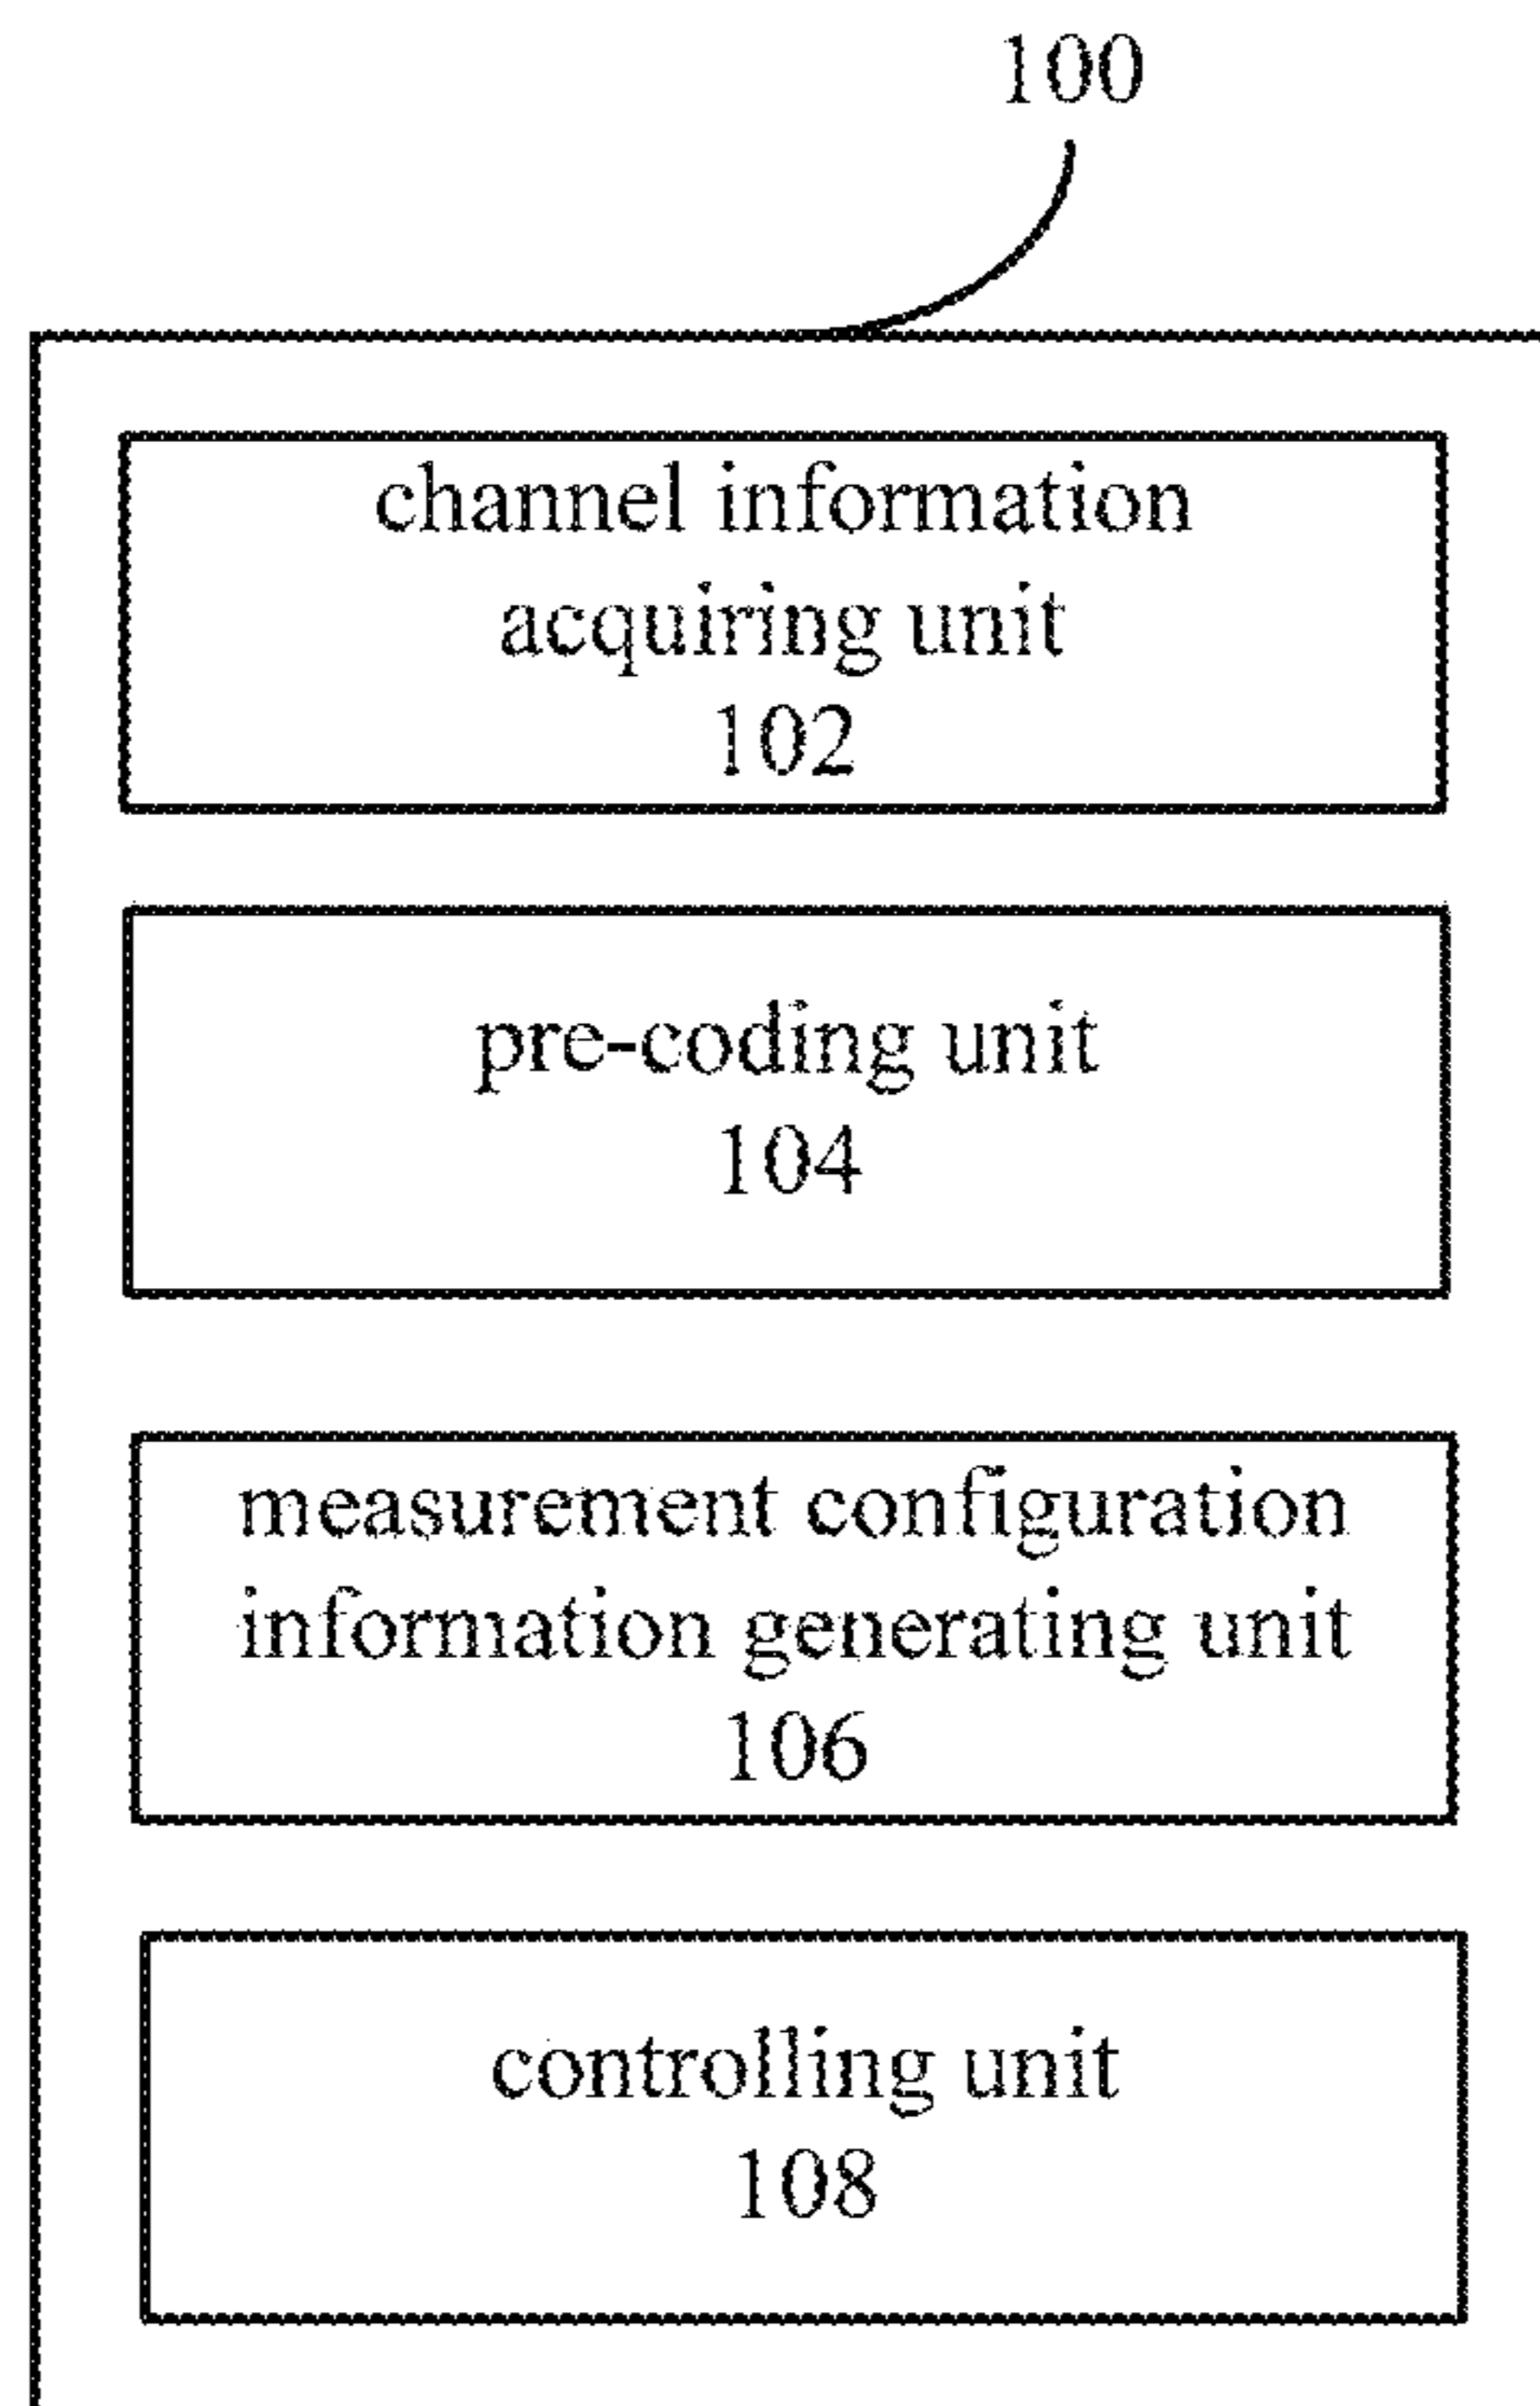 100
channel information
acquiring unit
102
pre-coding unit
104
measurement configuration
information generating unit
106
controlling unit
108